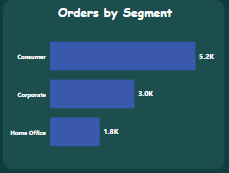 Orders by Segment
Consumer 5.2K
Corporate 3.0K
Home Office 1.8K